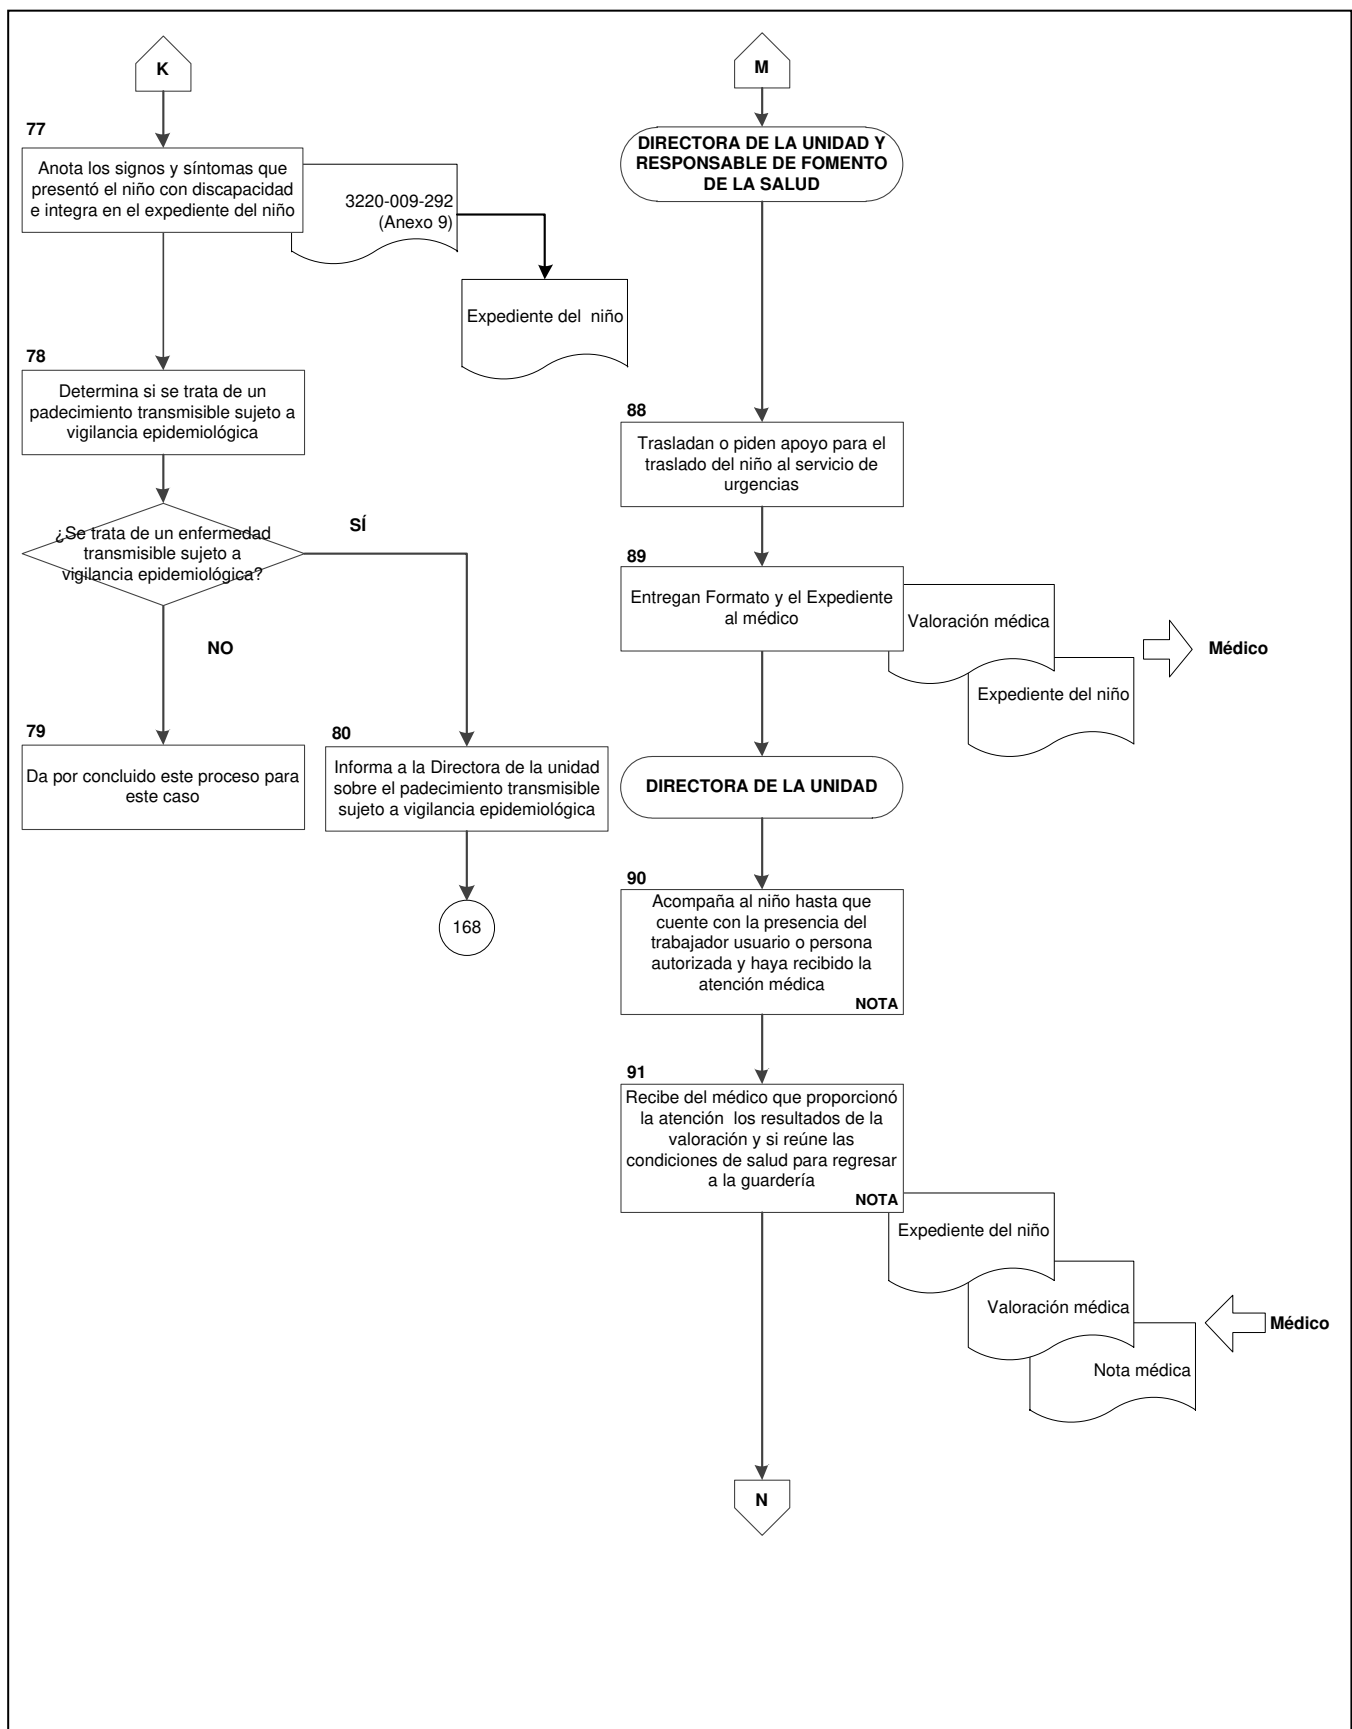 K
77
Anota los signos y síntomas que
presentó el niño con discapacidad
e integra en el expediente del niño
3220-009-292
(Anexo 9)
Expediente del niño
78
Determina si se trata de un
padecimiento transmisible sujeto a
vigilancia epidemiológica
¿Se trata de un enfermedad
transmisible sujeto a
vigilancia epidemiológica?
SÍ
NO
79
Da por concluido este proceso para
este caso
80
Informa a la Directora de la unidad
sobre el padecimiento transmisible
sujeto a vigilancia epidemiológica
168
M
DIRECTORA DE LA UNIDAD Y
RESPONSABLE DE FOMENTO
DE LA SALUD
88
Trasladan o piden apoyo para el
traslado del niño al servicio de
urgencias
89
Entregan Formato y el Expediente
al médico
Valoración médica
Expediente del niño
Médico
DIRECTORA DE LA UNIDAD
90
Acompaña al niño hasta que
cuente con la presencia del
trabajador usuario o persona
autorizada y haya recibido la
atención médica
NOTA
91
Recibe del médico que proporcionó
la atención los resultados de la
valoración y si reúne las
condiciones de salud para regresar
a la guardería
NOTA
Expediente del niño
Valoración médica
Nota médica
Médico
N